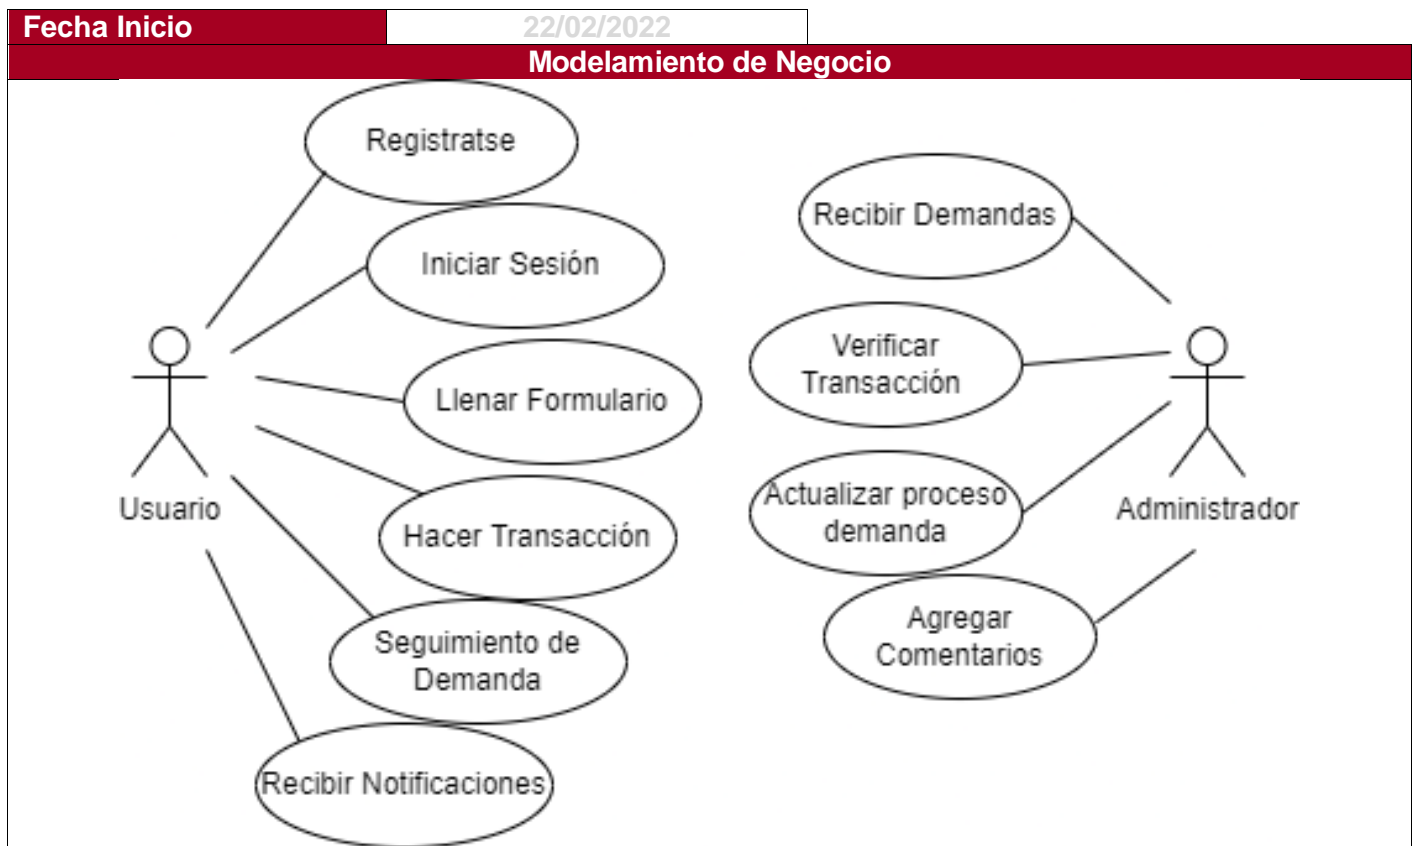 Fecha Inicio
22/02/2022
Modelamiento de Negocio
Registratse
Iniciar Sesión
Llenar Formulario
Hacer Transacción
Seguimiento de
Demanda
Recibir Notificaciones
Usuario
Recibir Demandas
Verificar
Transacción
Actualizar proceso
demanda
Agregar
Comentarios
Administrador